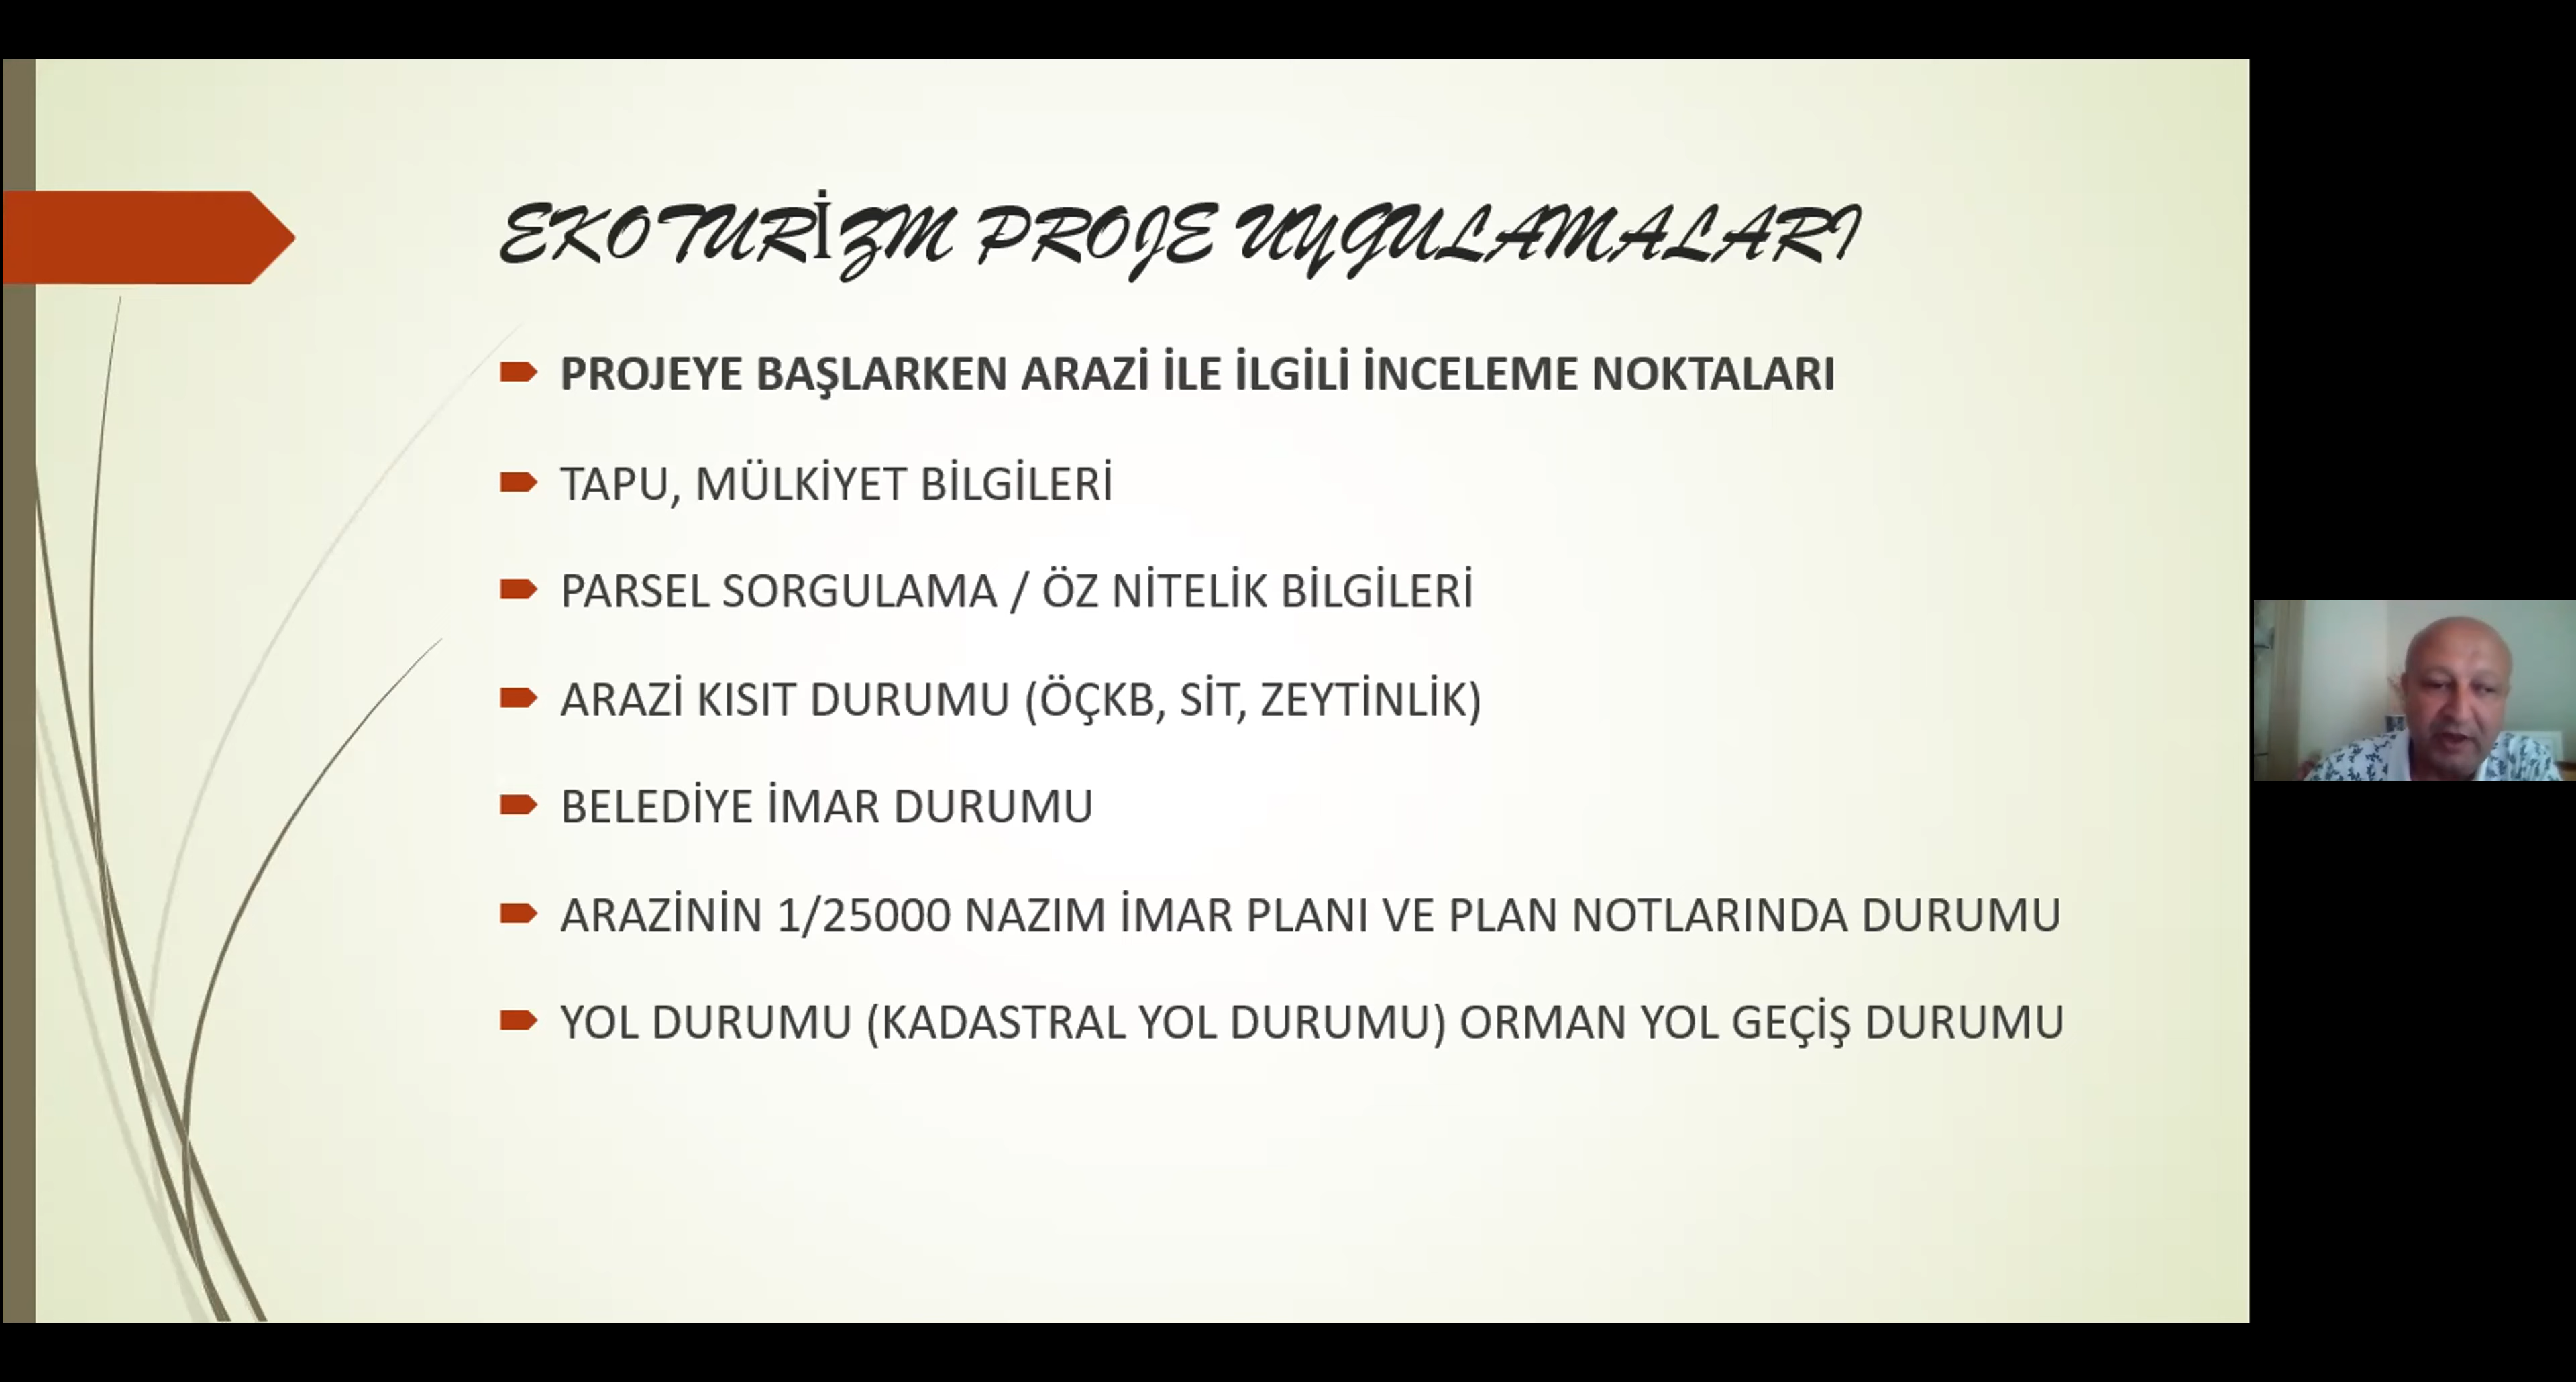 EKOTURİZM PROJE UYGULAMALARI
PROJEYE BAŞLARKEN ARAZİ İLE İLGİLİ İNCELEME NOKTALARI
TAPU, MÜLKİYET BİLGİLERİ
PARSEL SORGULAMA / ÖZ NİTELİK BİLGİLERİ
ARAZİ KISIT DURUMU (ÖÇKB, SİT, ZEYTİNLİK)
BELEDİYE İMAR DURUMU
ARAZİNİN 1/25000 NAZIM İMAR PLANI VE PLAN NOTLARINDA DURUMU
YOL DURUMU (KADASTRAL YOL DURUMU) ORMAN YOL GEÇİŞ DURUMU